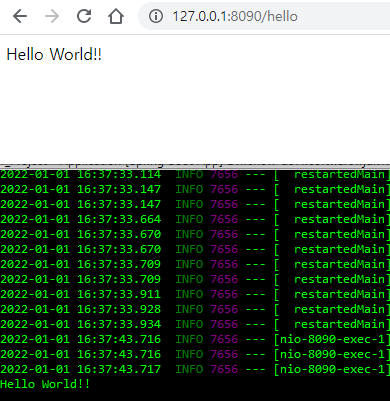 127.0.0.1:8090/hello
Hello World!!
2022-01-01 16:37:33.114 INFO 7656 --- [ restartedMain]
2022-01-01 16:37:33.147 INFO 7656 --- [ restartedMain]
2022-01-01 16:37:33.147 INFO 7656 --- [ restartedMain]
2022-01-01 16:37:33.664 INFO 7656 --- [ restartedMain]
2022-01-01 16:37:33.670 INFO 7656 --- [ restartedMain]
2022-01-01 16:37:33.670 INFO 7656 --- [ restartedMain]
2022-01-01 16:37:33.709 INFO 7656 --- [ restartedMain]
2022-01-01 16:37:33.709 INFO 7656 --- [ restartedMain]
2022-01-01 16:37:33.911 INFO 7656 --- [ restartedMain]
2022-01-01 16:37:33.928 INFO 7656 --- [ restartedMain]
2022-01-01 16:37:33.934 INFO 7656 --- [ restartedMain]
2022-01-01 16:37:43.716 INFO 7656 --- [nio-8090-exec-1]
2022-01-01 16:37:43.716 INFO 7656 --- [nio-8090-exec-1]
2022-01-01 16:37:43.717 INFO 7656 --- [nio-8090-exec-1]
Hello World!!